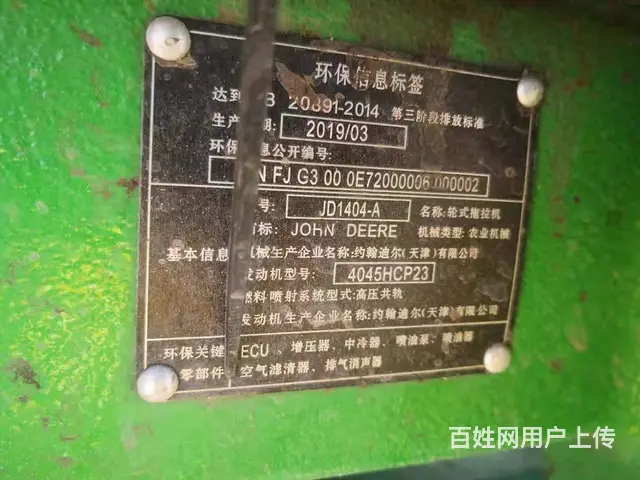 环保信息标签
达到 B 20891-2014 第三阶段排放标准
生产 期: 2019/03
环保 息公开编号:
N FJ G3 00 0E72000006 000002
号: JD1404-A 名称: 轮式拖拉机
商标: JOHN DEERE 机械类型: 农业机械
基本信息 机械生产企业名称: 约翰迪尔(天津)有限公司
发动机型号: 4045HCP23
燃料喷射系统型式: 高压共轨
发动机生产企业名称: 约翰迪尔(天津)有限公司
环保关键 ECU、增压器、中冷器、喷油泵、喷油器
零部件 空气滤清器、排气消声器
百姓网用户上传